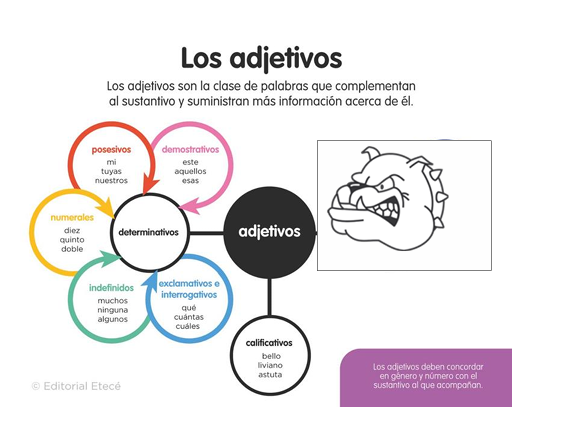 Los adjetivos
Los adjetivos son la clase de palabras que complementan
al sustantivo y suministran más información acerca de él.
posesivos
mi
tuyas
nuestros
demostrativos
este
aquellos
esas
numerales
diez
quinto
doble
determinativos
adjetivos
indefinidos
muchos
ninguna
algunos
exclamativos e
interrogativos
qué
cuántas
cuáles
calificativos
bello
liviano
astuta
Los adjetivos deben concordar
en género y número con el
sustantivo al que acompañan.
© Editorial Etecé